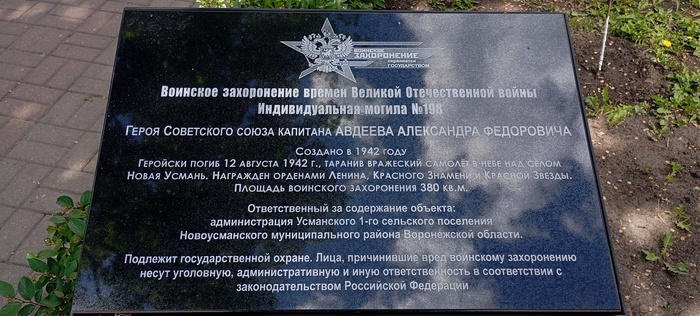 ВОИНСКОЕ
ЗАХОРОНЕНИЕ
охраняется
ГОСУДАРСТВОМ
Воинское захоронение времен Великой Отечественной войны
Индивидуальная могила №198
Героя Советского союза капитана АВДЕЕВА АЛЕКСАНДРА ФЕДОРОВИЧА
Создано в 1942 году
Геройски погиб 12 августа 1942 г., таранив вражеский самолет в небе над селом
Новая Усмань. Награжден орденами Ленина, Красного Знамени и Красной Звезды.
Площадь воинского захоронения 380 кв.м.
Ответственный за содержание объекта:
администрация Усманского 1-го сельского поселения
Новоусманского муниципального района Воронежской области.
Подлежит государственной охране. Лица, причинившие вред воинскому захоронению
несут уголовную, административную и иную ответственность в соответствии с
законодательством Российской Федерации